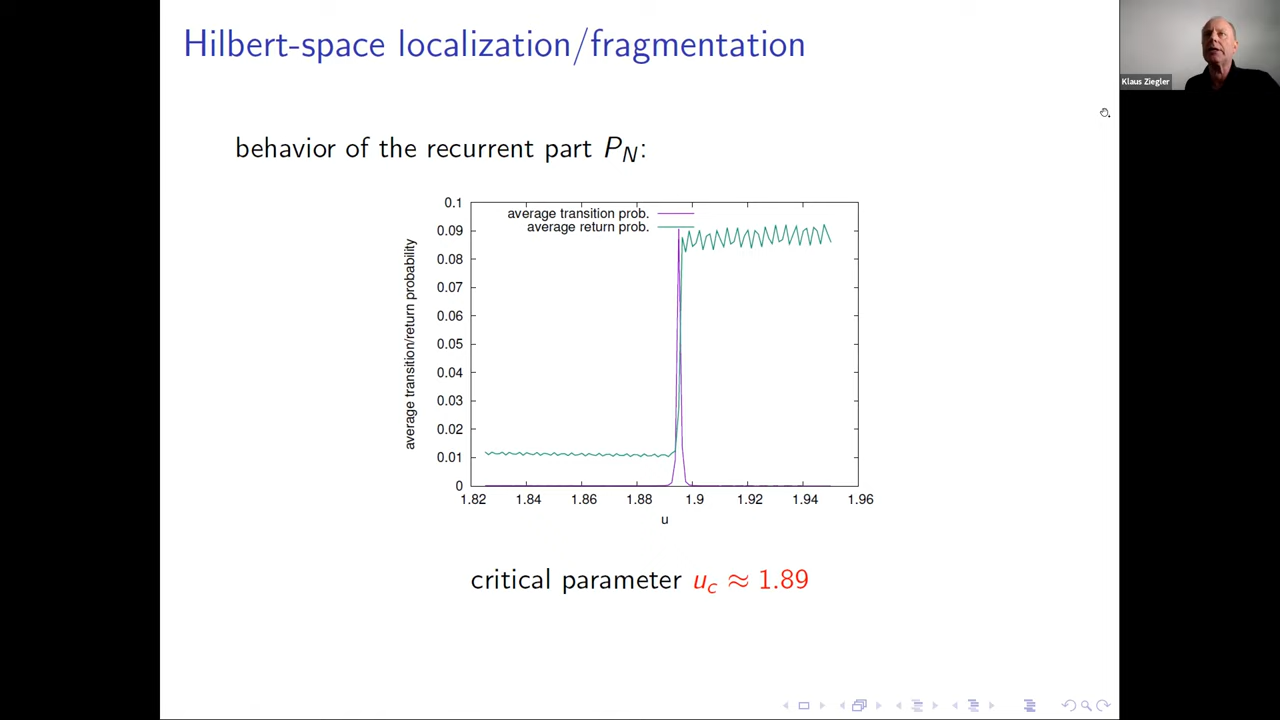 Hilbert-space localization/fragmentation
Klaus Ziegler
behavior of the recurrent part P_N:
average transition/return probability
0.1
0.09
0.08
0.07
0.06
0.05
0.04
0.03
0.02
0.01
0
average transition prob.
average return prob.
1.82 1.84 1.86 1.88 1.9 1.92 1.94 1.96
u
critical parameter u_c ≈ 1.89